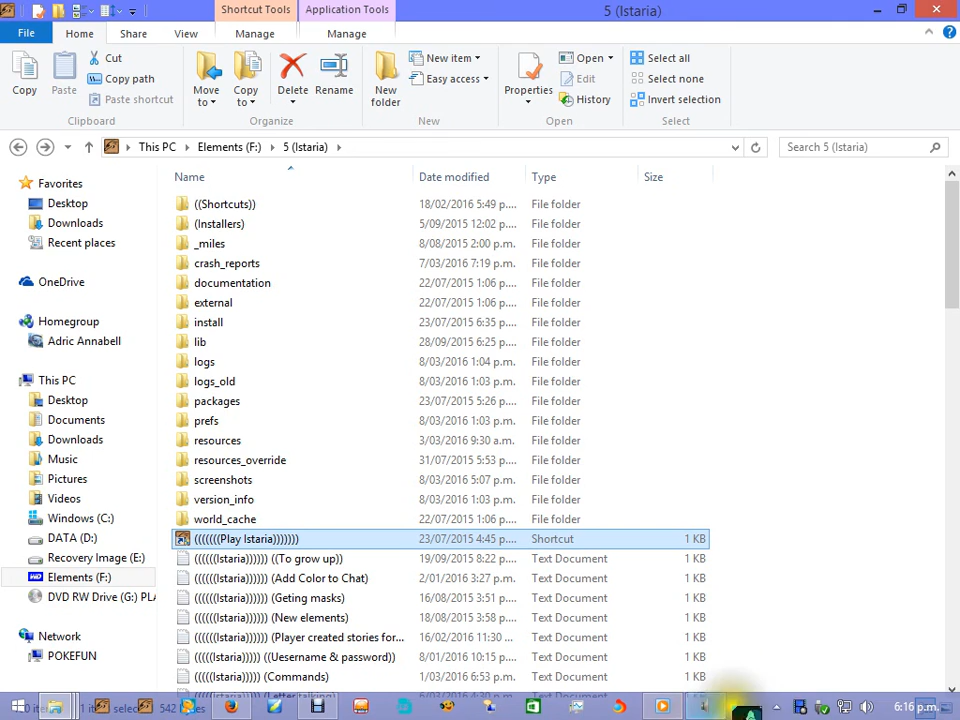 Shortcut Tools Application Tools 5 (Istaria)
File Home Share View Manage Manage
Copy Paste Cut Copy path Paste shortcut Move to Copy to Delete Rename New folder New item Easy access Properties Open Edit History Select all Select none Invert selection
Clipboard Organize New Open Select
This PC Elements (F:) 5 (Istaria) Search 5 (Istaria)
Name Date modified Type Size
Favorites
Desktop
Downloads
Recent places
OneDrive
Homegroup
Adric Annabell
This PC
Desktop
Documents
Downloads
Music
Pictures
Videos
Windows (C:)
DATA (D:)
Recovery Image (E:)
Elements (F:)
DVD RW Drive (G:) PLA
Network
POKEFUN
((Shortcuts)) 18/02/2016 5:49 p.... File folder
(Installers) 5/09/2015 12:02 p.... File folder
_miles 8/08/2015 2:00 p.m. File folder
crash_reports 7/03/2016 7:19 p.m. File folder
documentation 22/07/2015 1:06 p.... File folder
external 22/07/2015 1:06 p.... File folder
install 23/07/2015 6:35 p.... File folder
lib 28/09/2015 6:25 p.... File folder
logs 8/03/2016 1:04 p.m. File folder
logs_old 8/03/2016 1:03 p.m. File folder
packages 23/07/2015 5:26 p.... File folder
prefs 8/03/2016 1:03 p.m. File folder
resources 3/03/2016 9:30 a.m. File folder
resources_override 31/07/2015 5:53 p.... File folder
screenshots 8/03/2016 5:07 p.m. File folder
version_info 8/03/2016 1:03 p.m. File folder
world_cache 22/07/2015 1:06 p.... File folder
(((((((Play Istaria))))))) 23/07/2015 4:45 p.... Shortcut 1 KB
((((((Istaria)))))) ((To grow up)) 19/09/2015 8:22 p.... Text Document 1 KB
((((((Istaria)))))) (Add Color to Chat) 2/01/2016 3:27 p.m. Text Document 1 KB
((((((Istaria)))))) (Geting masks) 16/08/2015 3:51 p.... Text Document 1 KB
((((((Istaria)))))) (New elements) 18/08/2015 3:58 p.... Text Document 1 KB
((((((Istaria)))))) (Player created stories for... 16/02/2016 11:30 ... Text Document 1 KB
(((((Istaria))))) ((Uesername & password)) 8/01/2016 10:15 p.... Text Document 1 KB
(((((Istaria))))) (Commands) 1/03/2016 6:53 p.m. Text Document 1 KB
6:16 p.m.